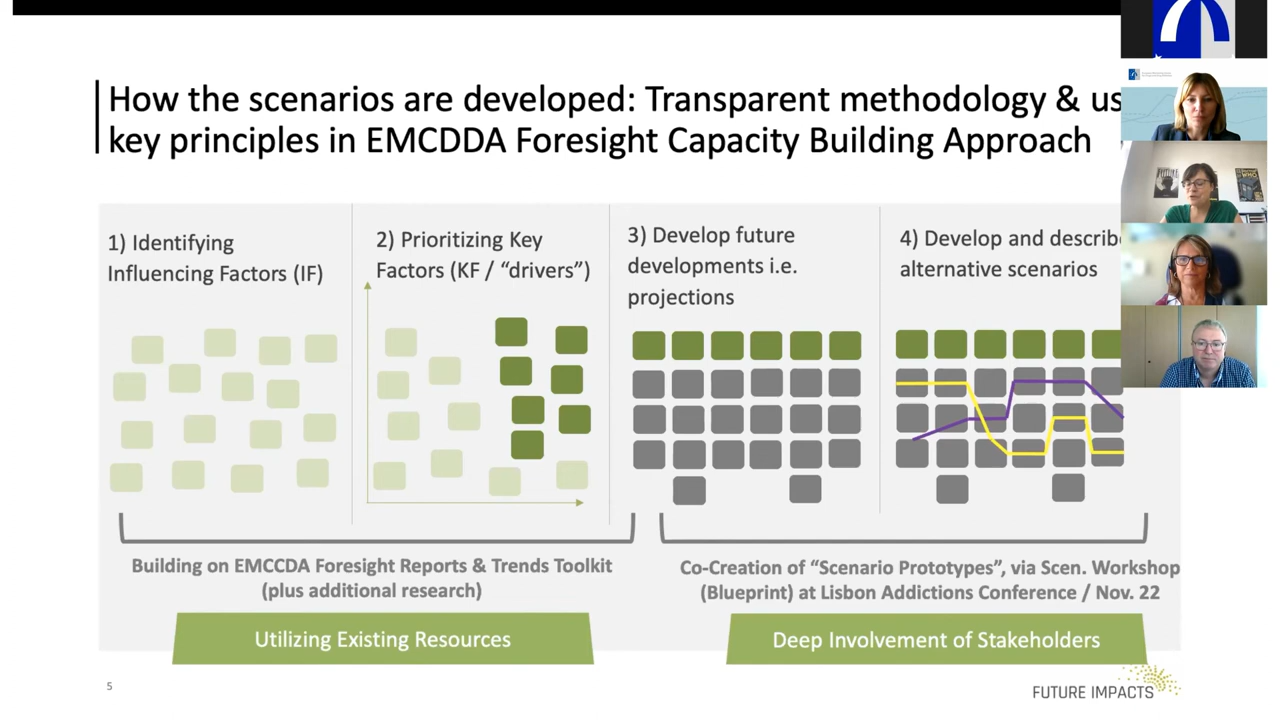 How the scenarios are developed: Transparent methodology & us
key principles in EMCDDA Foresight Capacity Building Approach
1) Identifying
Influencing Factors (IF)
2) Prioritizing Key
Factors (KF / “drivers”)
3) Develop future
developments i.e.
projections
4) Develop and describe
alternative scenarios
Building on EMCCDA Foresight Reports & Trends Toolkit
(plus additional research)
Co-Creation of “Scenario Prototypes”, via Scen. Workshop
(Blueprint) at Lisbon Addictions Conference / Nov. 22
Utilizing Existing Resources
Deep Involvement of Stakeholders
5
FUTURE IMPACTS